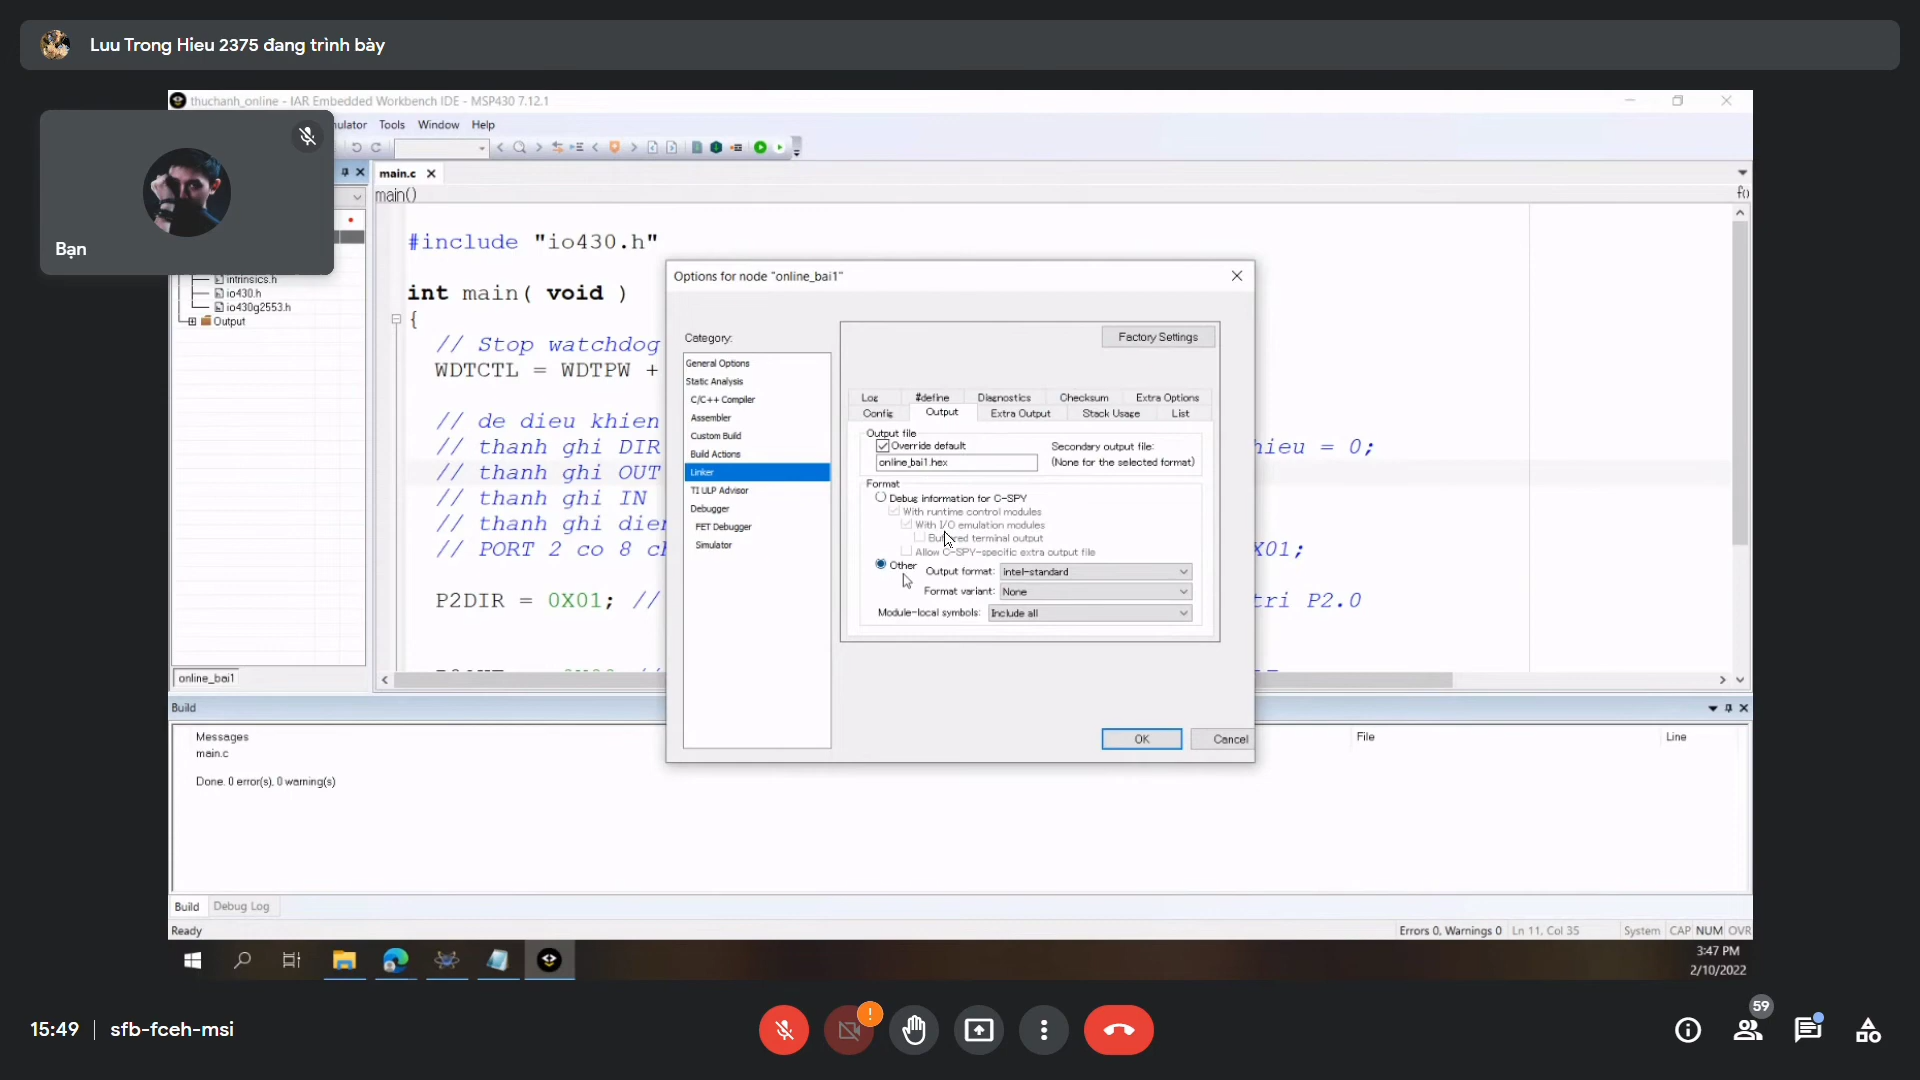 Luu Trong Hieu 2375 đang trình bày
thuchanh_online - IAR Embedded Workbench IDE - MSP430 7.12.1
ulator Tools Window Help
Bạn
main.c
main()
f()
intrinsics.h
io430.h
io430g2553.h
Output
online_bai1
#include "io430.h"
int main( void )
{
// Stop watchdog
WDTCTL = WDTPW +
// de dieu khien
// thanh ghi DIR
hieu = 0;
// thanh ghi OUT
// thanh ghi IN
// thanh ghi dien
// PORT 2 co 8 ch
X01;
P2DIR = 0X01; //
tri P2.0
Options for node "online_bai1"
Category:
General Options
Static Analysis
C/C++ Compiler
Assembler
Custom Build
Build Actions
Linker
TI ULP Advisor
Debugger
FET Debugger
Simulator
Factory Settings
Log #define Diagnostics Checksum Extra Options
Config Output Extra Output Stack Usage List
Output file
Override default
online_bai1.hex
Secondary output file:
(None for the selected format)
Format
Debug information for C-SPY
With runtime control modules
With I/O emulation modules
Buffered terminal output
Allow C-SPY-specific extra output file
Other
Output format: intel-standard
Format variant: None
Module-local symbols: Include all
OK Cancel
Build
Messages File Line
main.c
Done. 0 error(s), 0 warning(s)
Build Debug Log
Ready
Errors 0, Warnings 0 Ln 11, Col 35 System CAP NUM OVR
3:47 PM
2/10/2022
15:49 | sfb-fceh-msi
59